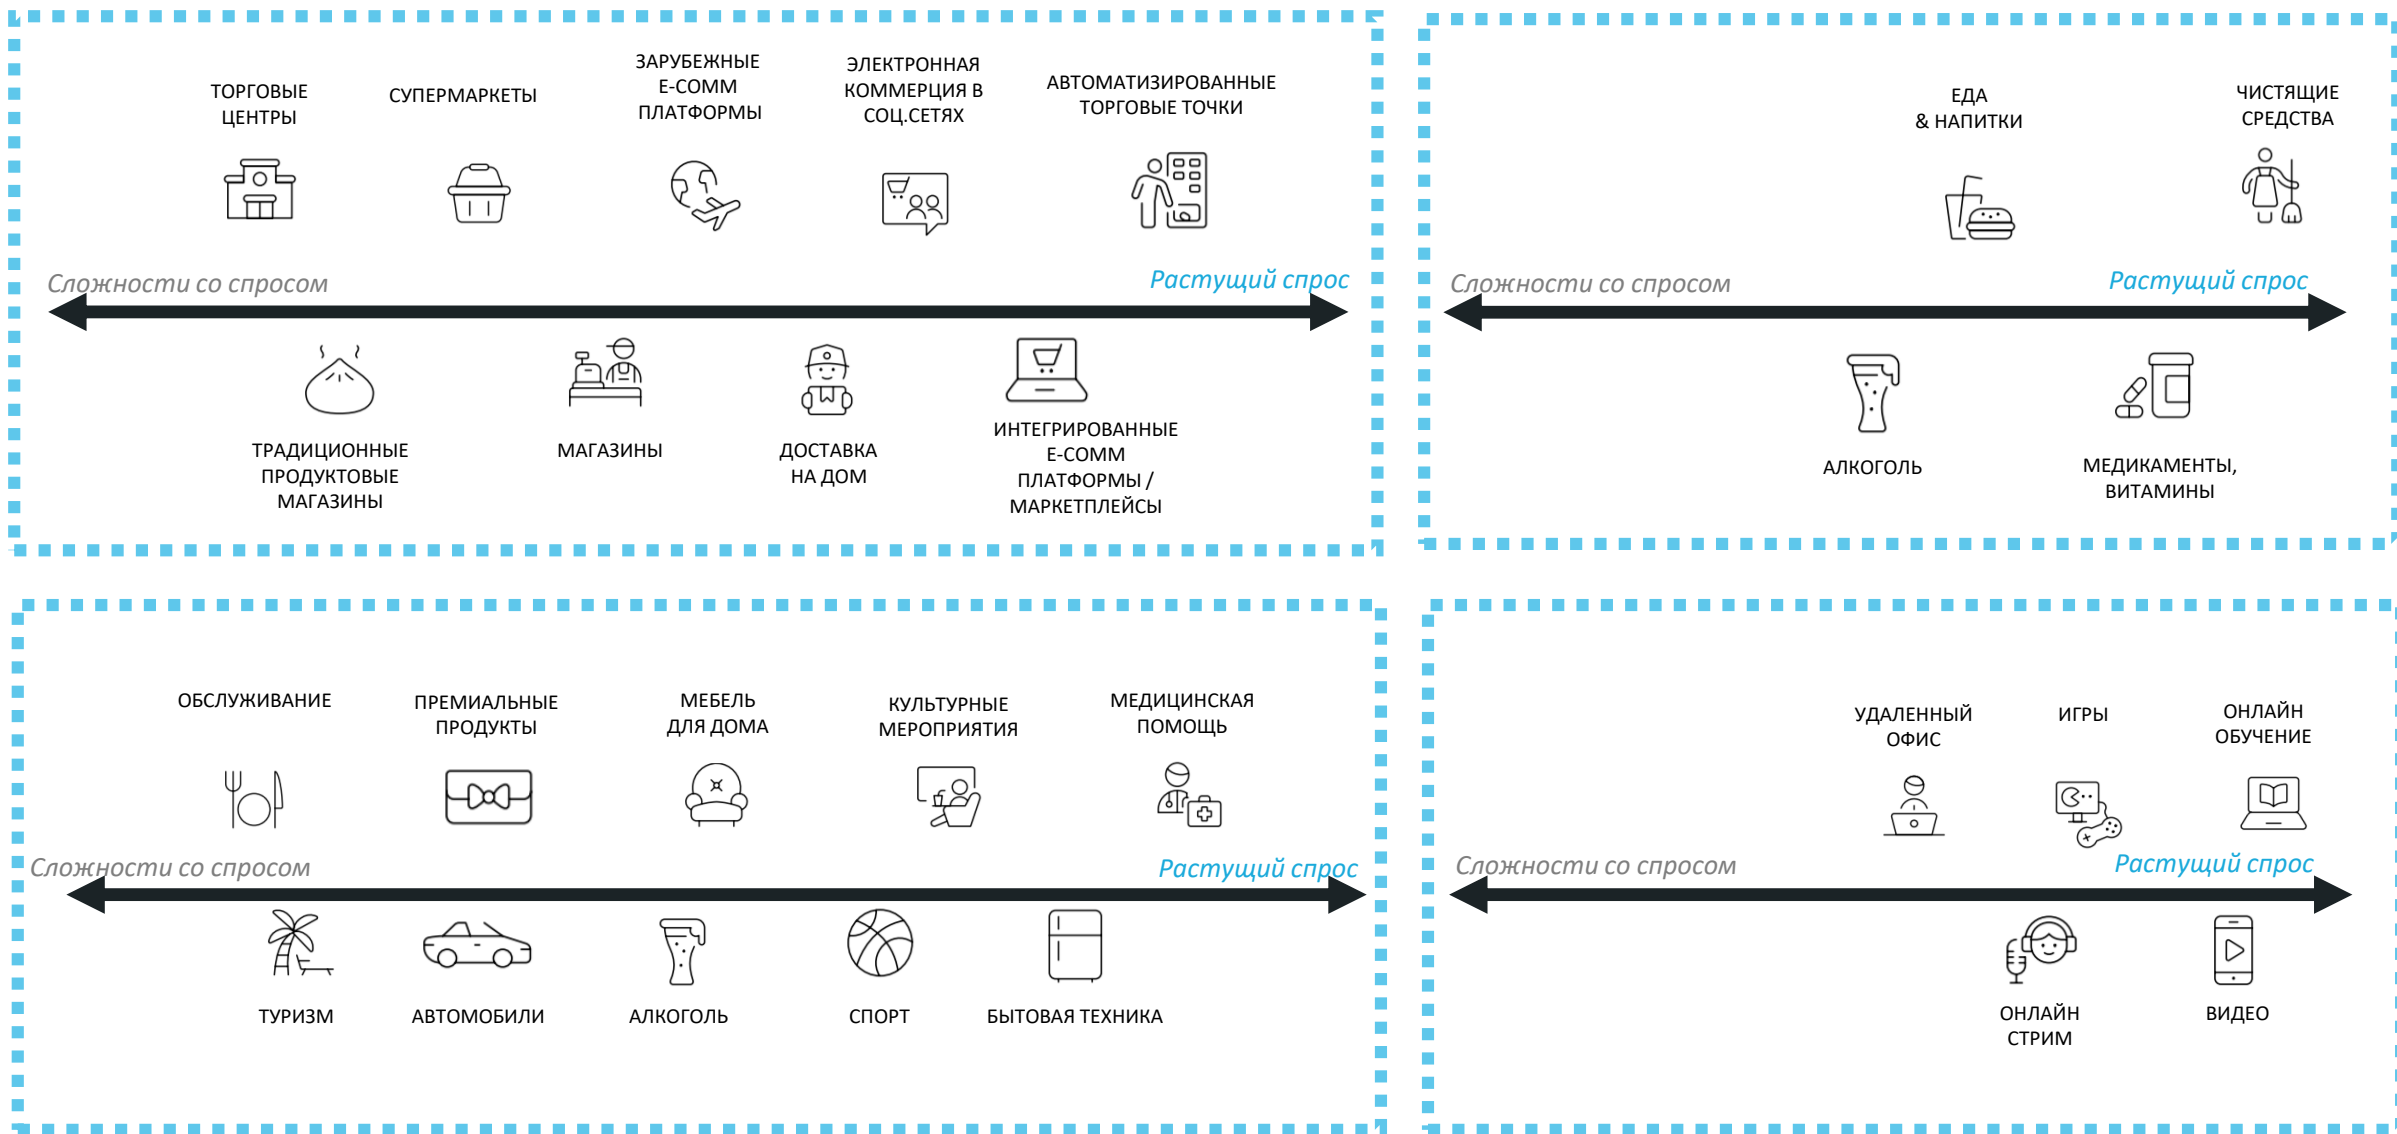 ТОРГОВЫЕ
ЦЕНТРЫ
СУПЕРМАРКЕТЫ
ЗАРУБЕЖНЫЕ
E-COMM
ПЛАТФОРМЫ
ЭЛЕКТРОННАЯ
КОММЕРЦИЯ В
СОЦ.СЕТЯХ
АВТОМАТИЗИРОВАННЫЕ
ТОРГОВЫЕ ТОЧКИ
Сложности со спросом
Растущий спрос
ТРАДИЦИОННЫЕ
ПРОДУКТОВЫЕ
МАГАЗИНЫ
МАГАЗИНЫ
ДОСТАВКА
НА ДОМ
ИНТЕГРИРОВАННЫЕ
E-COMM
ПЛАТФОРМЫ /
МАРКЕТПЛЕЙСЫ
ЕДА
& НАПИТКИ
ЧИСТЯЩИЕ
СРЕДСТВА
Сложности со спросом
Растущий спрос
АЛКОГОЛЬ
МЕДИКАМЕНТЫ,
ВИТАМИНЫ
ОБСЛУЖИВАНИЕ
ПРЕМИАЛЬНЫЕ
ПРОДУКТЫ
МЕБЕЛЬ
ДЛЯ ДОМА
КУЛЬТУРНЫЕ
МЕРОПРИЯТИЯ
МЕДИЦИНСКАЯ
ПОМОЩЬ
Сложности со спросом
Растущий спрос
ТУРИЗМ
АВТОМОБИЛИ
АЛКОГОЛЬ
СПОРТ
БЫТОВАЯ ТЕХНИКА
УДАЛЕННЫЙ
ОФИС
ИГРЫ
ОНЛАЙН
ОБУЧЕНИЕ
Сложности со спросом
Растущий спрос
ОНЛАЙН
СТРИМ
ВИДЕО